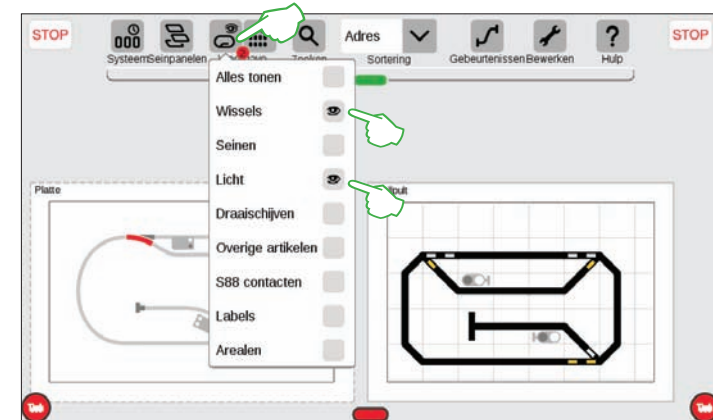 STOP
Adres
STOP
Systeem
Seinpanelen
Sortering
Gebeurtenissen
Bewerken
Hulp
Alles tonen
Wissels
Seinen
Licht
Draaischijven
Overige artikelen
S88 contacten
Labels
Arealen
Platte